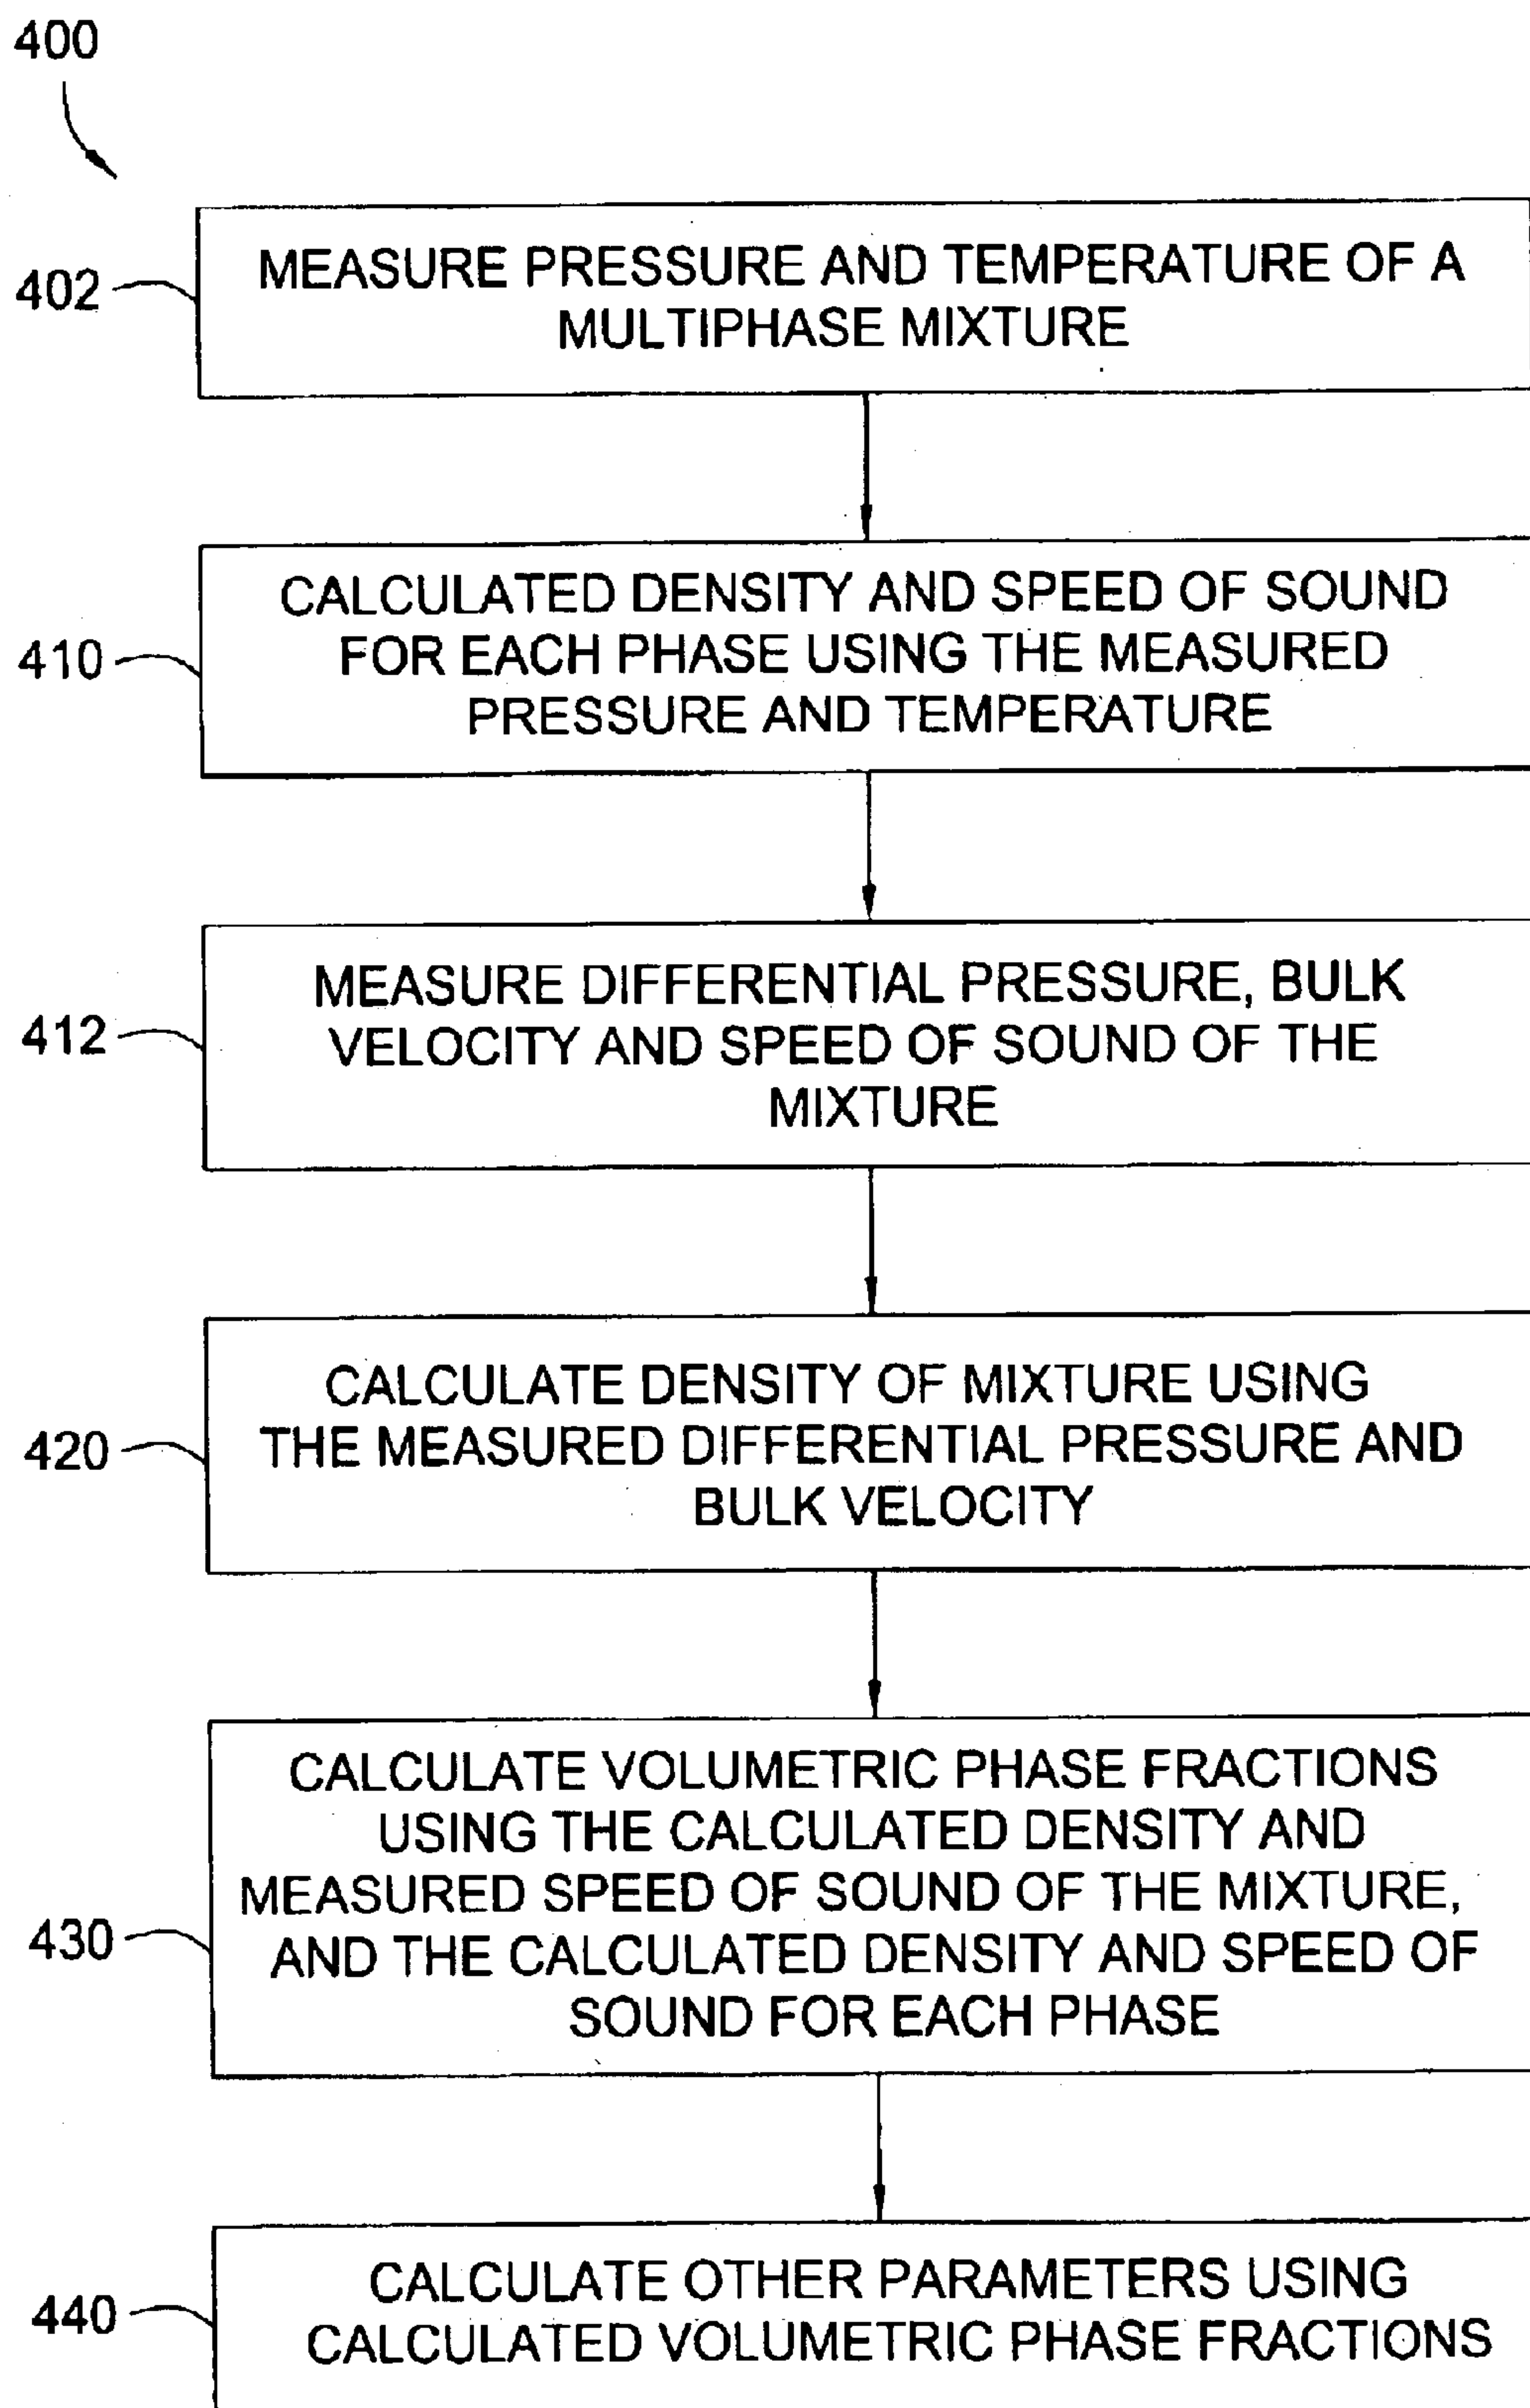 400
402
MEASURE PRESSURE AND TEMPERATURE OF A
MULTIPHASE MIXTURE
410
CALCULATED DENSITY AND SPEED OF SOUND
FOR EACH PHASE USING THE MEASURED
PRESSURE AND TEMPERATURE
412
MEASURE DIFFERENTIAL PRESSURE, BULK
VELOCITY AND SPEED OF SOUND OF THE
MIXTURE
420
CALCULATE DENSITY OF MIXTURE USING
THE MEASURED DIFFERENTIAL PRESSURE AND
BULK VELOCITY
430
CALCULATE VOLUMETRIC PHASE FRACTIONS
USING THE CALCULATED DENSITY AND
MEASURED SPEED OF SOUND OF THE MIXTURE,
AND THE CALCULATED DENSITY AND SPEED OF
SOUND FOR EACH PHASE
440
CALCULATE OTHER PARAMETERS USING
CALCULATED VOLUMETRIC PHASE FRACTIONS